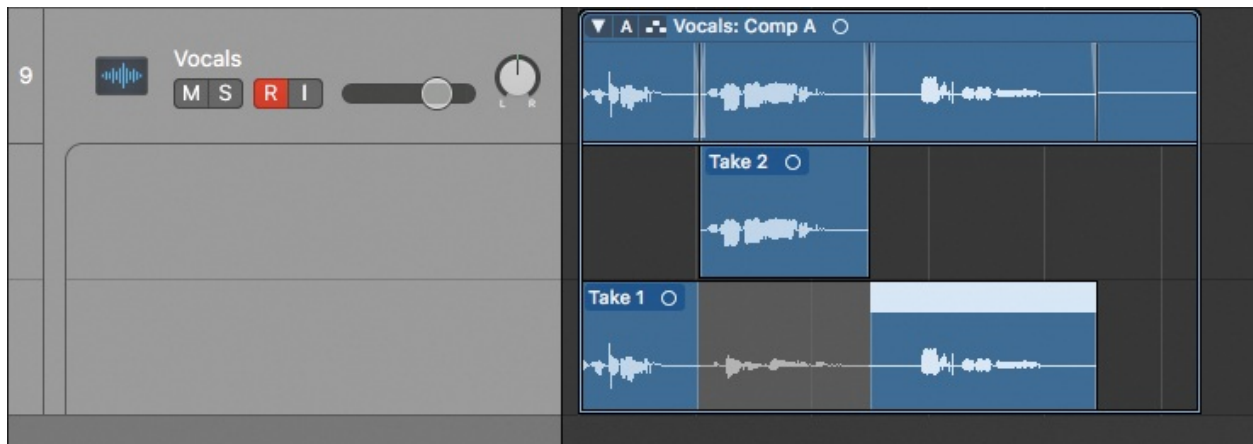 9
Vocals
M S R I
L R
A Vocals: Comp A
Take 2
Take 1